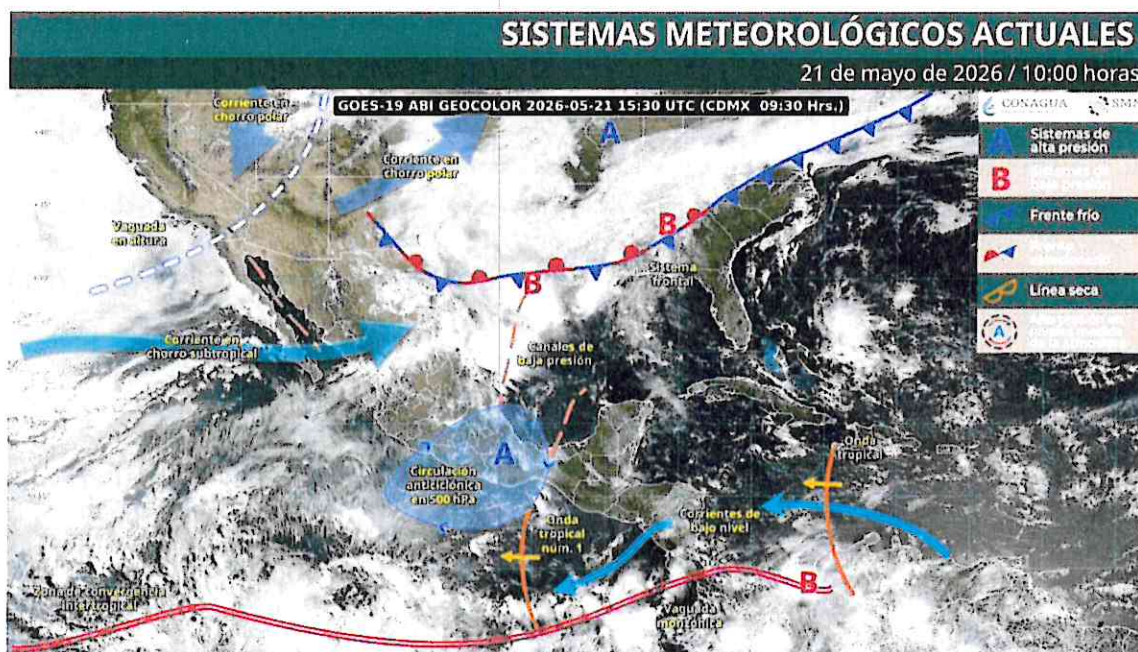 SISTEMAS METEOROLÓGICOS ACTUALES
21 de mayo de 2026 / 10:00 horas
GOES-19 ABI GEOCOLOR 2026-05-21 15:30 UTC (CDMX 09:30 Hrs.)
CONAGUA
SMN
Corriente en
chorro polar
Corriente en
chorro polar
A
A
Sistemas de
alta presión
B
Sistemas de
baja presión
Frente frío
Línea seca
A
Vaguada
en altura
B
Sistema
frontal
B
Corriente en
chorro subtropical
Canales de
baja presión
A
Circulación
anticiclónica
en 500 hPa
Onda
tropical
Onda
tropical
núm. 1
Corrientes de
bajo nivel
B
Zona de convergencia
intertropical
Vaguada
monzónica